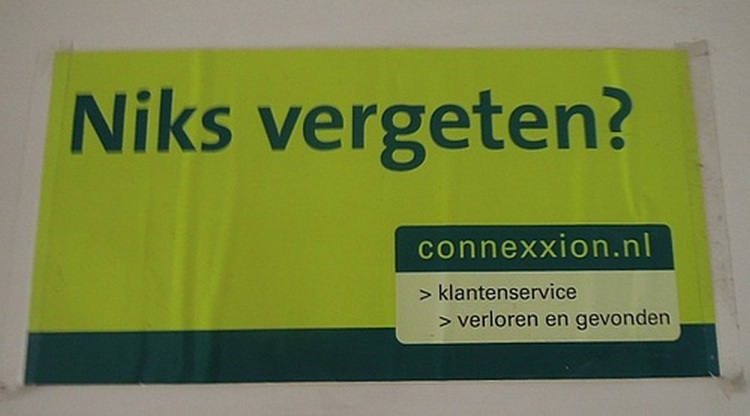 Niks vergeten?
connexxion.nl
> klantenservice
> verloren en gevonden